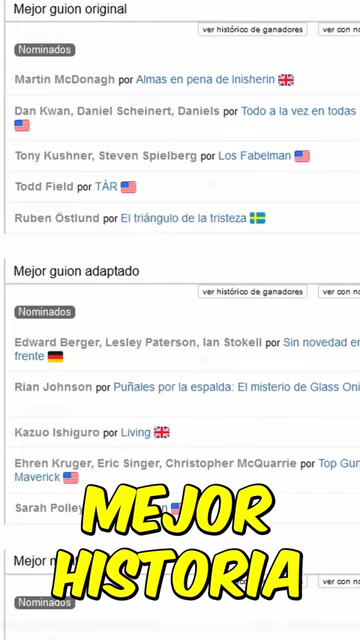 Mejor guion original
ver histórico de ganadores
ver con no
Nominados
Martin McDonagh por Almas en pena de Inisherin
Dan Kwan, Daniel Scheinert, Daniels por Todo a la vez en todas
Tony Kushner, Steven Spielberg por Los Fabelman
Todd Field por TÁR
Ruben Östlund por El triángulo de la tristeza
Mejor guion adaptado
ver histórico de ganadores
ver con no
Nominados
Edward Berger, Lesley Paterson, Ian Stokell por Sin novedad en
frente
Rian Johnson por Puñales por la espalda: El misterio de Glass Oni
Kazuo Ishiguro por Living
Ehren Kruger, Eric Singer, Christopher McQuarrie por Top Gun
Maverick
Sarah Polley
MEJOR
Mejor
HISTORIA
ver con no
Nominados